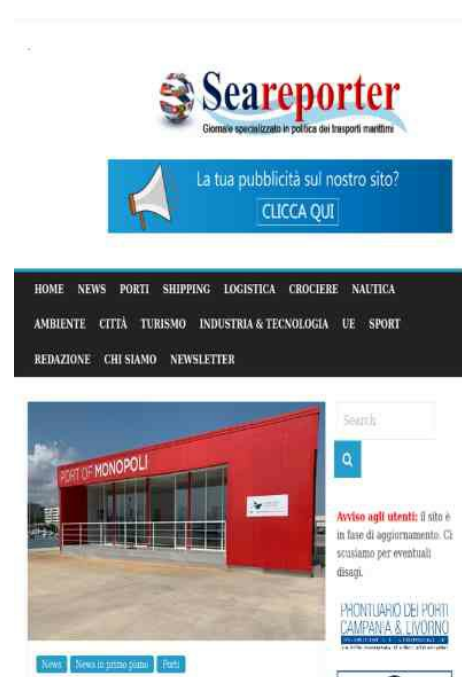 Seareporter
Giornale specializzato in politica dei trasporti marittimi
La tua pubblicità sul nostro sito?
CLICCA QUI
HOME NEWS PORTI SHIPPING LOGISTICA CROCIERE NAUTICA
AMBIENTE CITTÀ TURISMO INDUSTRIA & TECNOLOGIA UE SPORT
REDAZIONE CHI SIAMO NEWSLETTER
PORT OF MONOPOLI
Search
Avviso agli utenti: il sito è
in fase di aggiornamento. Ci
scusiamo per eventuali
disagi.
PHONTUARIO DEI PORTI
CAMPANIA & LIVORNO
News News in primo piano Porti